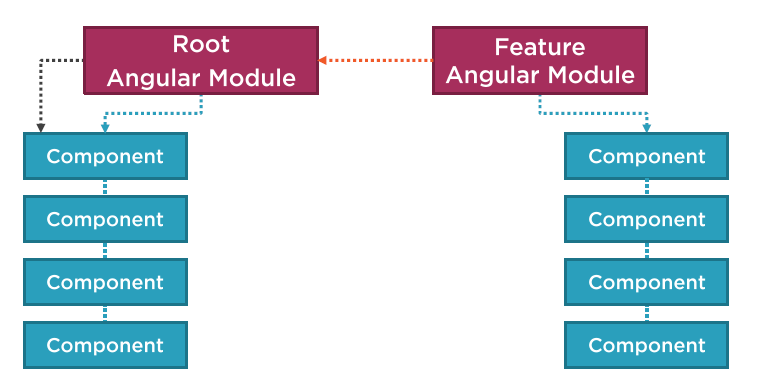 Root
Angular Module
Feature
Angular Module
Component
Component
Component
Component
Component
Component
Component
Component